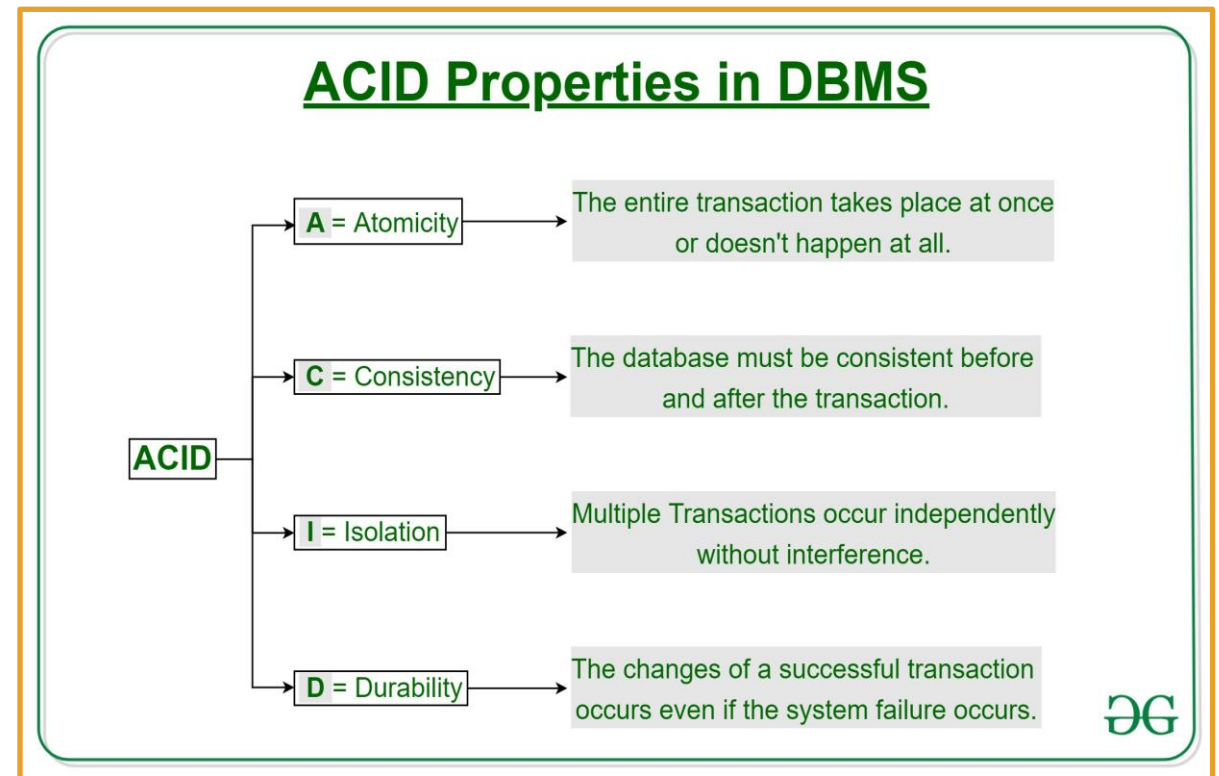 ACID Properties in DBMS
A = Atomicity
The entire transaction takes place at once
or doesn't happen at all.
C = Consistency
The database must be consistent before
and after the transaction.
ACID
I = Isolation
Multiple Transactions occur independently
without interference.
D = Durability
The changes of a successful transaction
occurs even if the system failure occurs.